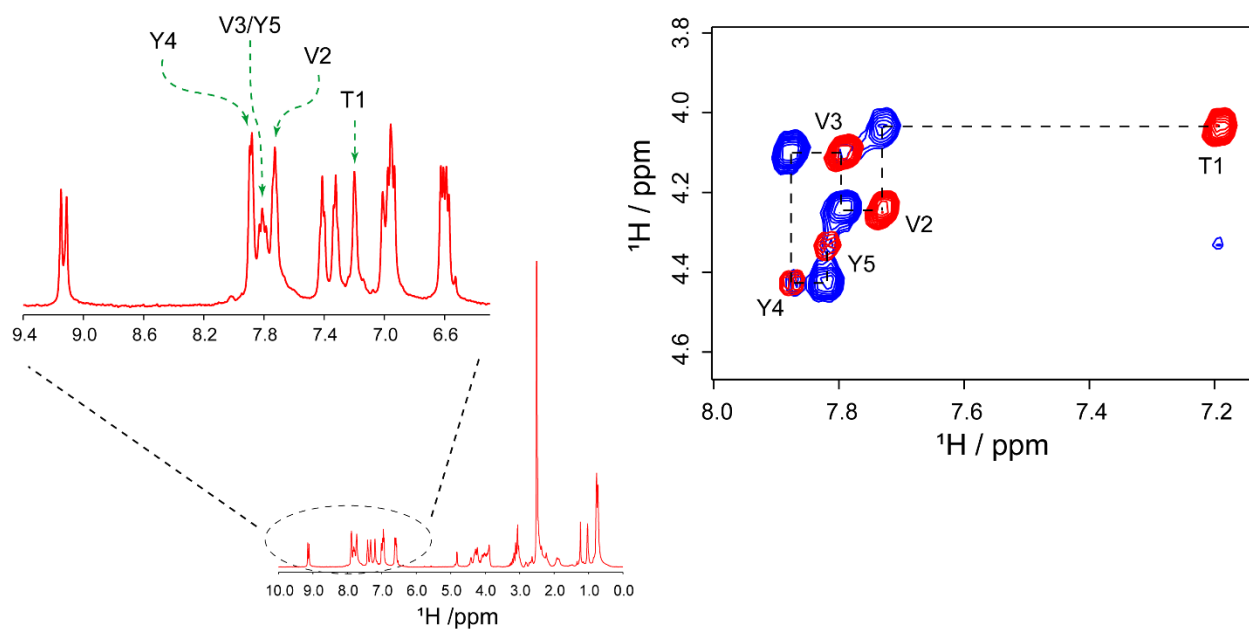 V3/Y5
Y4
V2
T1
9.4 9.0 8.6 8.2 7.8 7.4 7.0 6.6
10.0 9.0 8.0 7.0 6.0 5.0 4.0 3.0 2.0 1.0 0.0
¹H /ppm
3.8
4.0
4.2
4.4
4.6
¹H / ppm
V3
T1
V2
Y5
Y4
8.0 7.8 7.6 7.4 7.2
¹H / ppm